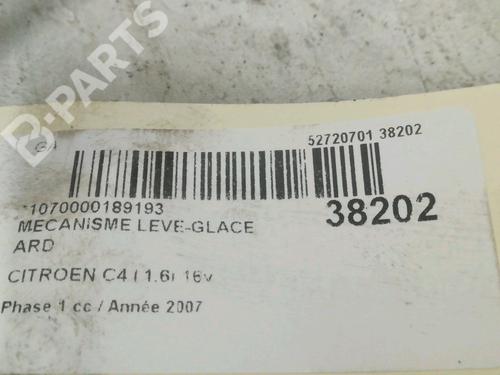 B-PARTS
52720701 38202
*1070000189193
38202
MECANISME LEVE-GLACE
ARD
CITROEN C4 ( 1.6i 16v
Phase 1 cc / Année 2007